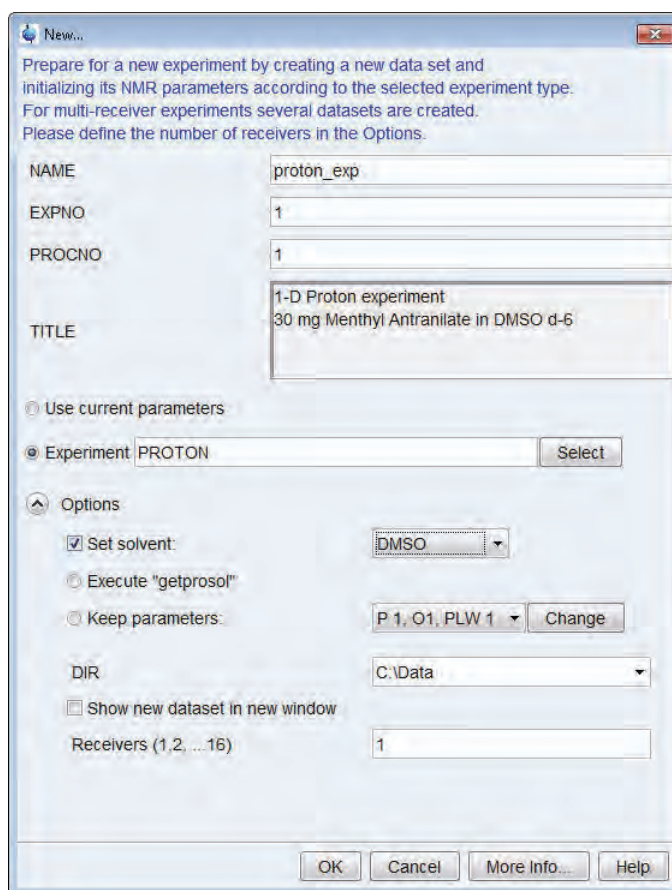 New...
Prepare for a new experiment by creating a new data set and
initializing its NMR parameters according to the selected experiment type.
For multi-receiver experiments several datasets are created.
Please define the number of receivers in the Options.
NAME proton_exp
EXPNO 1
PROCNO 1
TITLE
1-D Proton experiment
30 mg Menthyl Antranilate in DMSO d-6
Use current parameters
Experiment PROTON Select
Options
Set solvent: DMSO
Execute "getprosol"
Keep parameters: P 1, O1, PLW 1 Change
DIR C:\Data
Show new dataset in new window
Receivers (1,2, ... 16) 1
OK Cancel More Info... Help